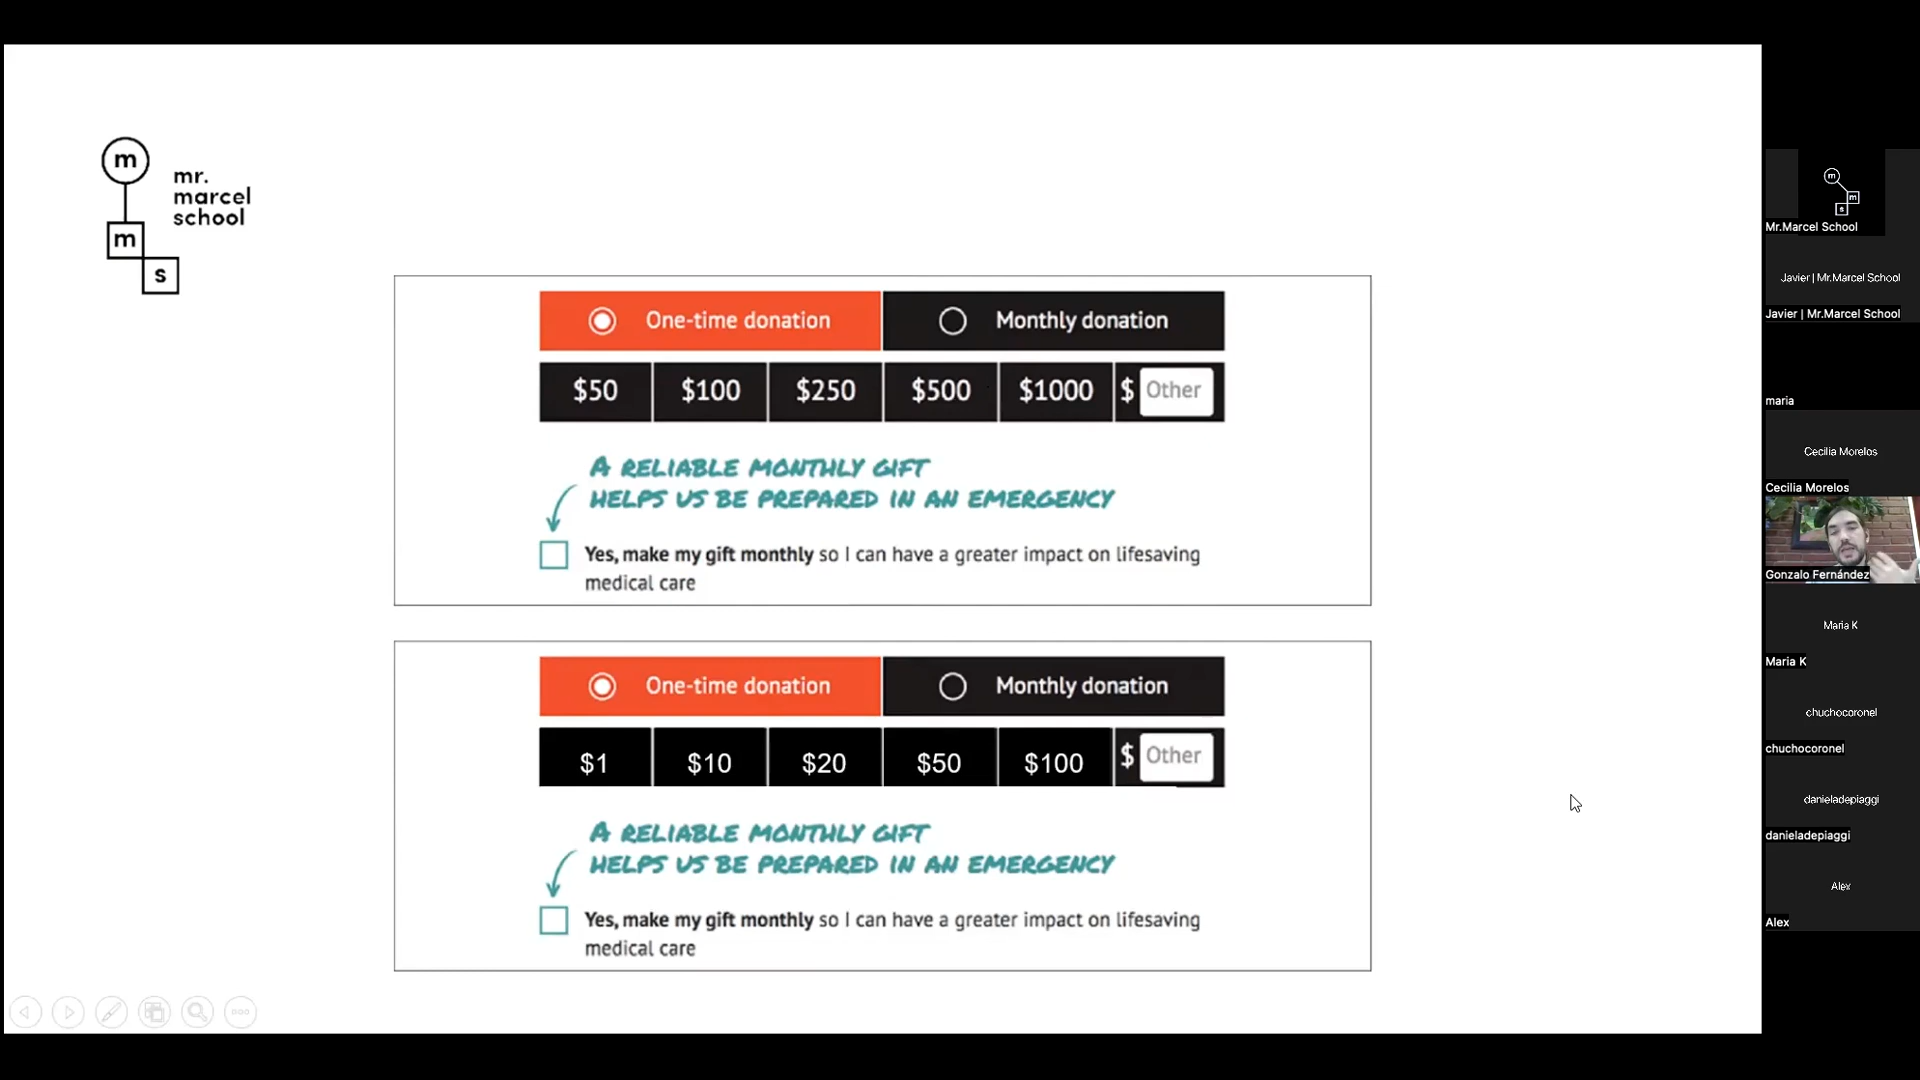 m
m
s
mr.
marcel
school
One-time donation
Monthly donation
$50
$100
$250
$500
$1000
$ Other
A RELIABLE MONTHLY GIFT
HELPS US BE PREPARED IN AN EMERGENCY
Yes, make my gift monthly so I can have a greater impact on lifesaving
medical care
One-time donation
Monthly donation
$1
$10
$20
$50
$100
$ Other
A RELIABLE MONTHLY GIFT
HELPS US BE PREPARED IN AN EMERGENCY
Yes, make my gift monthly so I can have a greater impact on lifesaving
medical care
m
m
s
Mr.Marcel School
Javier | Mr.Marcel School
Javier | Mr.Marcel School
maria
Cecilia Morelos
Cecilia Morelos
Gonzalo Fernández
Maria K
Maria K
chuchocoronel
chuchocoronel
danieladepiaggi
danieladepiaggi
Alex
Alex